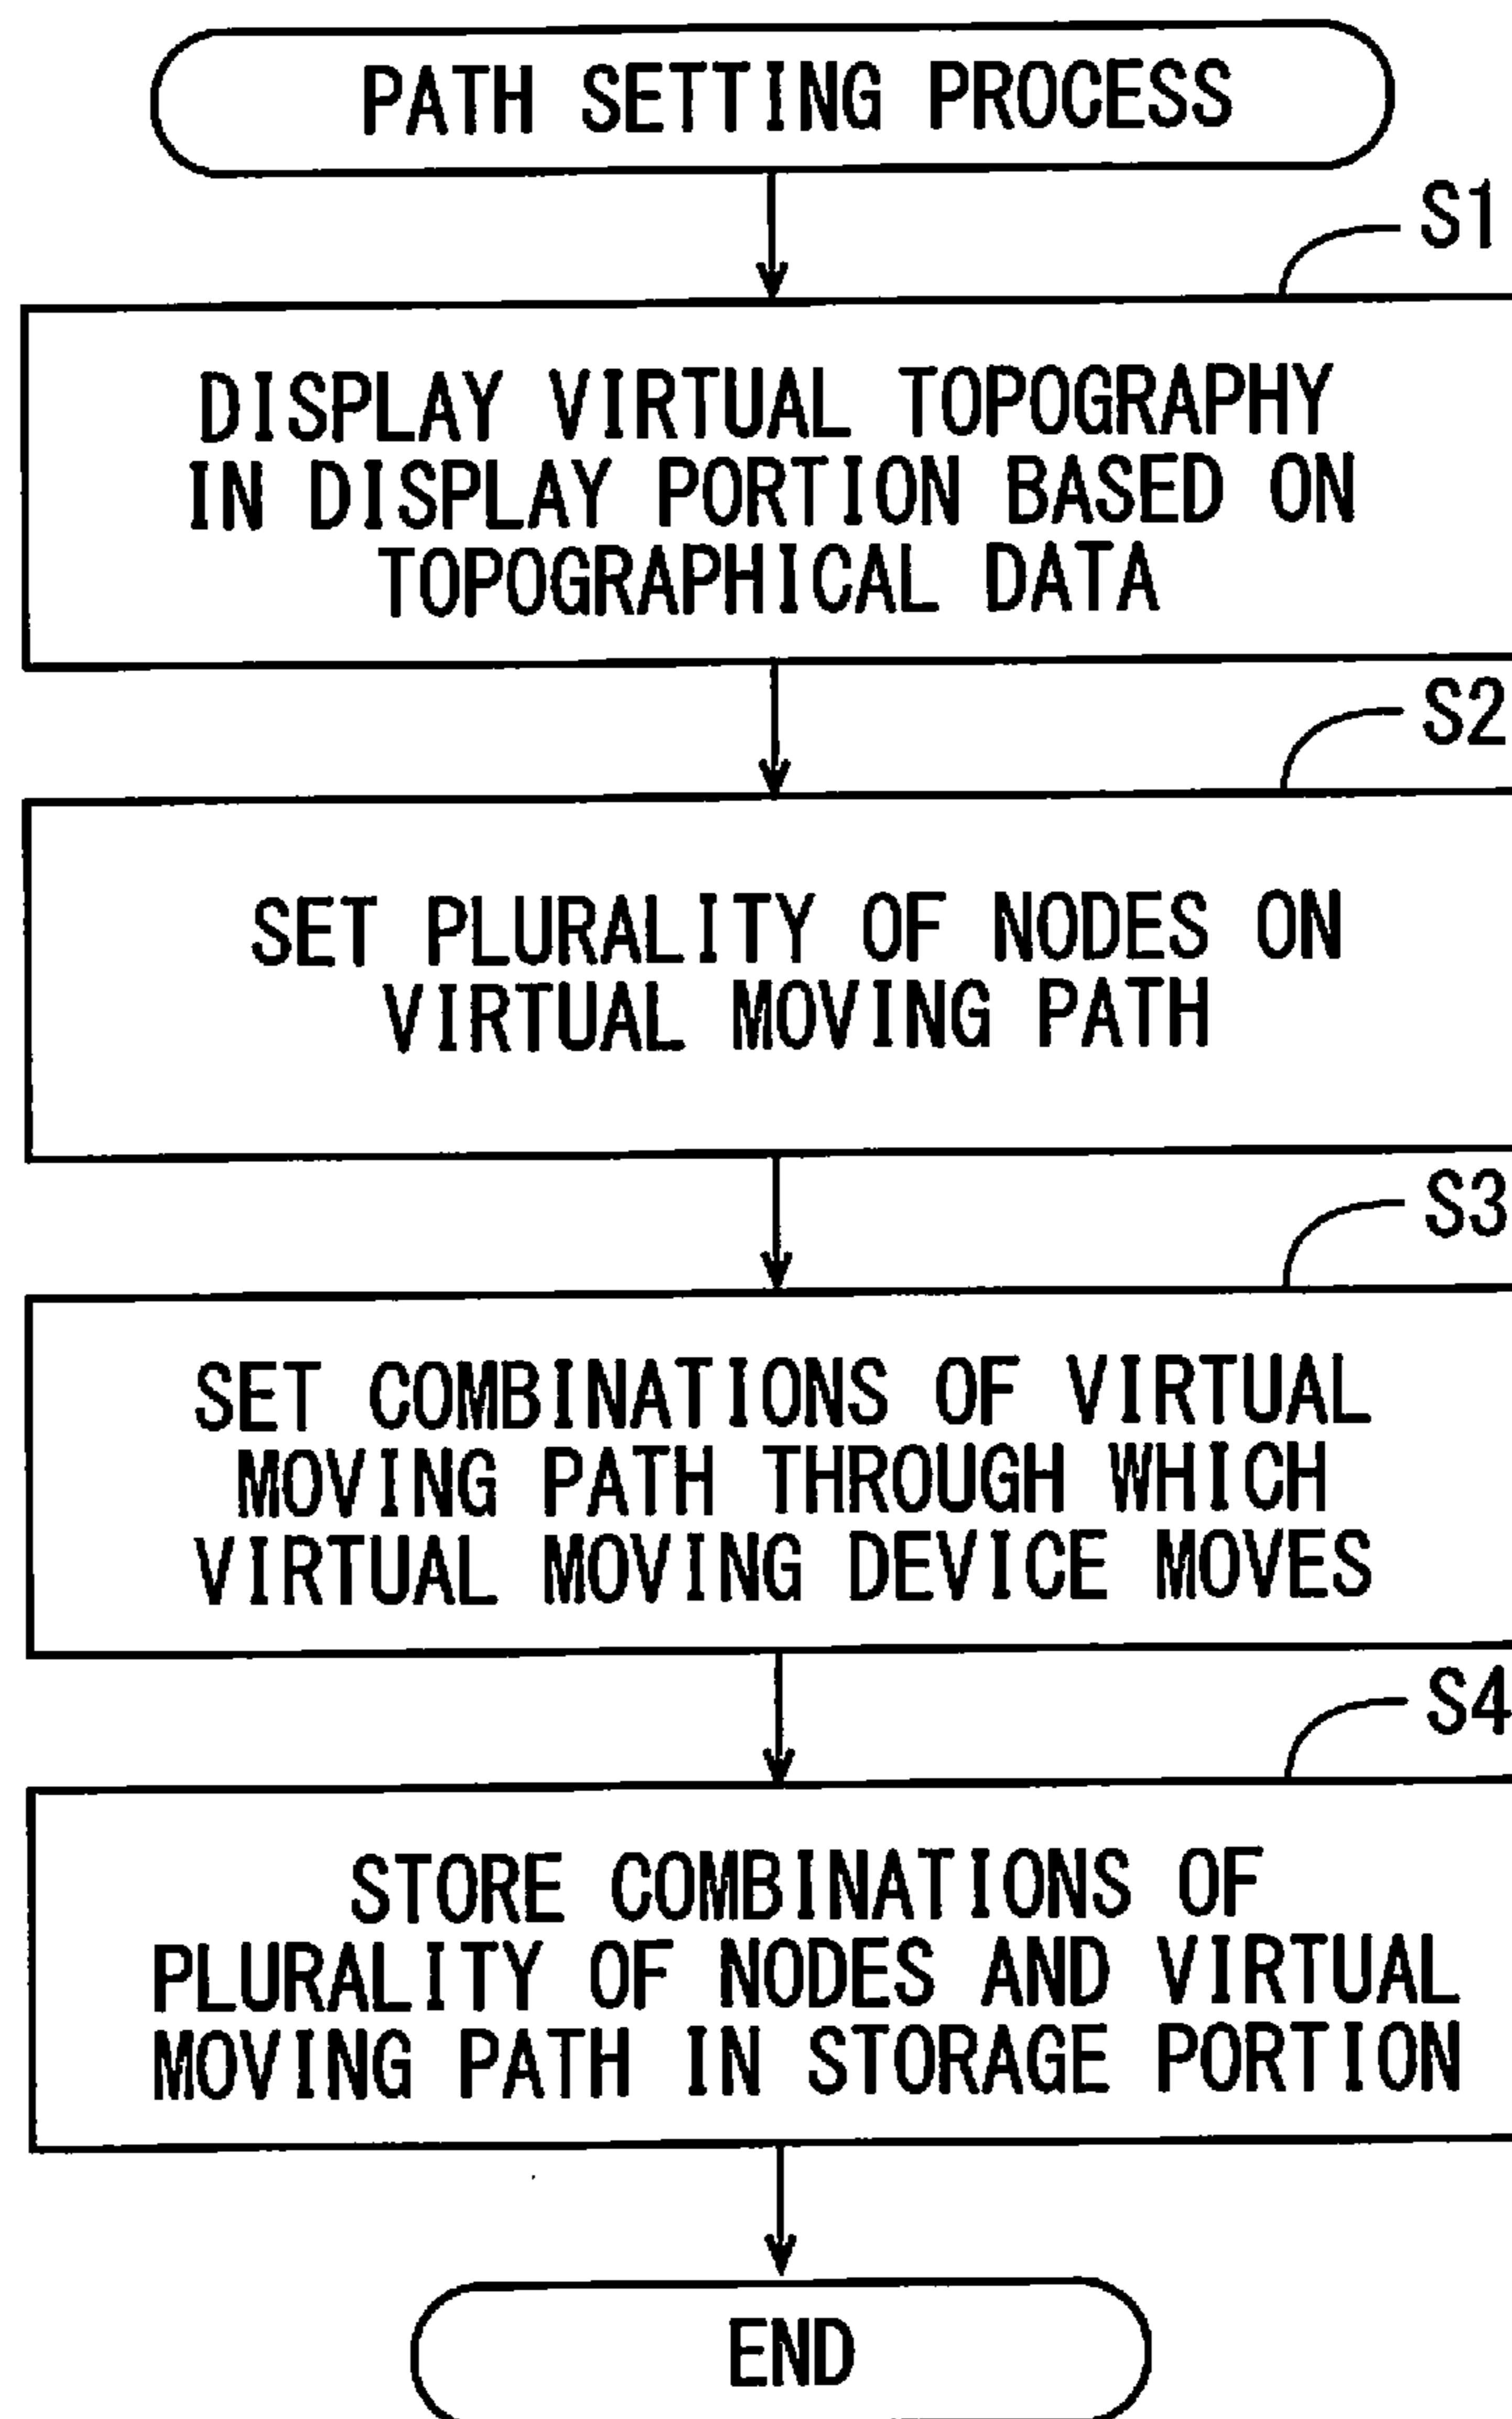 PATH SETTING PROCESS
S1
DISPLAY VIRTUAL TOPOGRAPHY
IN DISPLAY PORTION BASED ON
TOPOGRAPHICAL DATA
S2
SET PLURALITY OF NODES ON
VIRTUAL MOVING PATH
S3
SET COMBINATIONS OF VIRTUAL
MOVING PATH THROUGH WHICH
VIRTUAL MOVING DEVICE MOVES
S4
STORE COMBINATIONS OF
PLURALITY OF NODES AND VIRTUAL
MOVING PATH IN STORAGE PORTION
END